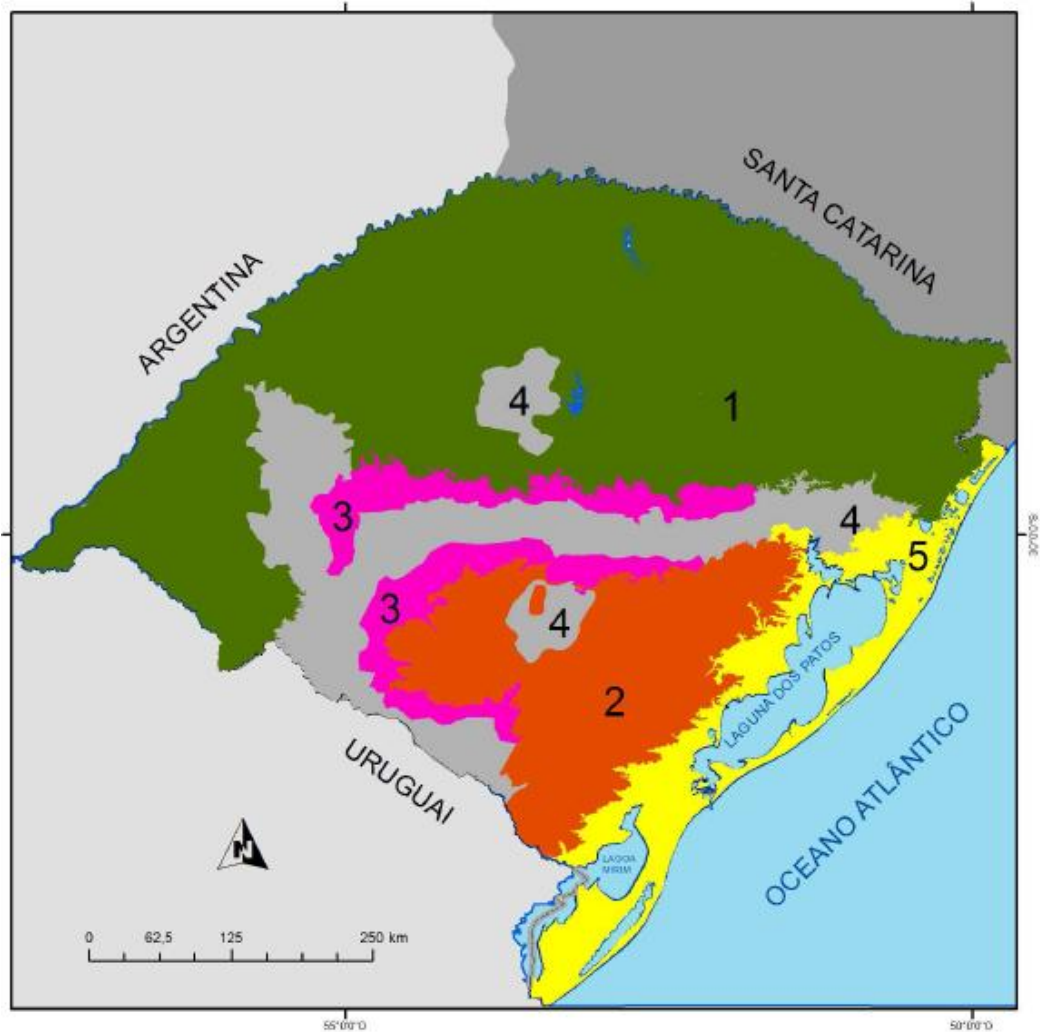 SANTA CATARINA
ARGENTINA
4
1
3
4
5
3
4
2
LAGUNA DOS PATOS
URUGUAI
OCEANO ATLÂNTICO
N
LAGOA
MIRIM
0 62,5 125 250 km
30°0'0"S
55°0'0"O
50°0'0"O